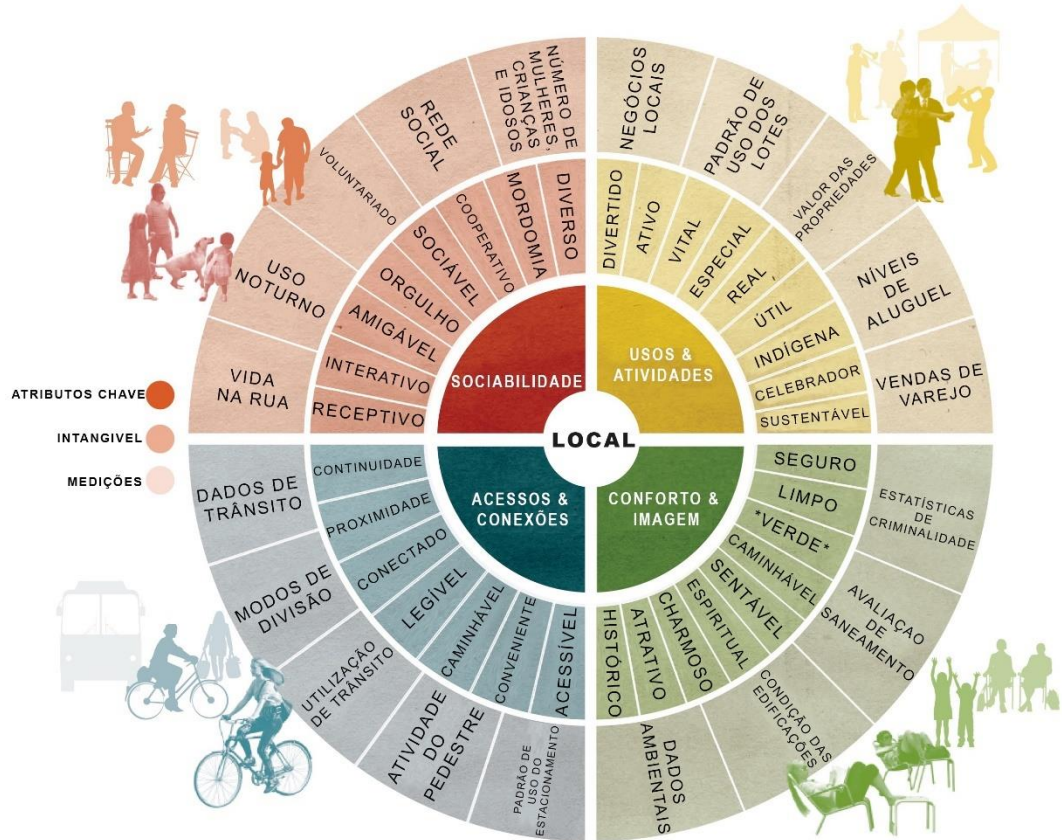 NÚMERO DE
MULHERES,
CRIANÇAS
E IDOSOS
REDE
SOCIAL
VOLUNTARIADO
USO
NOTURNO
VIDA
NA RUA
DIVERSO
MORDOMIA
COOPERATIVO
SOCIÁVEL
ORGULHO
AMIGÁVEL
INTERATIVO
RECEPTIVO
SOCIABILIDADE
NEGÓCIOS
LOCAIS
PADRÃO DE
USO DOS
LOTES
VALOR DAS
PROPRIEDADES
NÍVEIS
DE
ALUGUEL
VENDAS DE
VAREJO
DIVERTIDO
ATIVO
VITAL
ESPECIAL
REAL
ÚTIL
INDÍGENA
CELEBRADOR
SUSTENTÁVEL
USOS &
ATIVIDADES
LOCAL
ATRIBUTOS CHAVE
INTANGIVEL
MEDIÇÕES
ACESSOS &
CONEXÕES
CONTINUIDADE
PROXIMIDADE
CONECTADO
LEGÍVEL
CAMINHÁVEL
CONVENIENTE
ACESSÍVEL
DADOS DE
TRÂNSITO
MODOS DE
DIVISÃO
UTILIZAÇÃO
DE TRÂNSITO
ATIVIDADE
DO
PEDESTRE
PADRÃO DE
USO DO
ESTACIONAMENTO
CONFORTO &
IMAGEM
SEGURO
LIMPO
*VERDE*
CAMINHÁVEL
SENTÁVEL
ESPIRITUAL
CHARMOSO
ATRATIVO
HISTÓRICO
ESTATÍSTICAS
DE
CRIMINALIDADE
AVALIAÇÃO
DE
SANEAMENTO
CONDIÇÃO DAS
EDIFICAÇÕES
DADOS
AMBIENTAIS